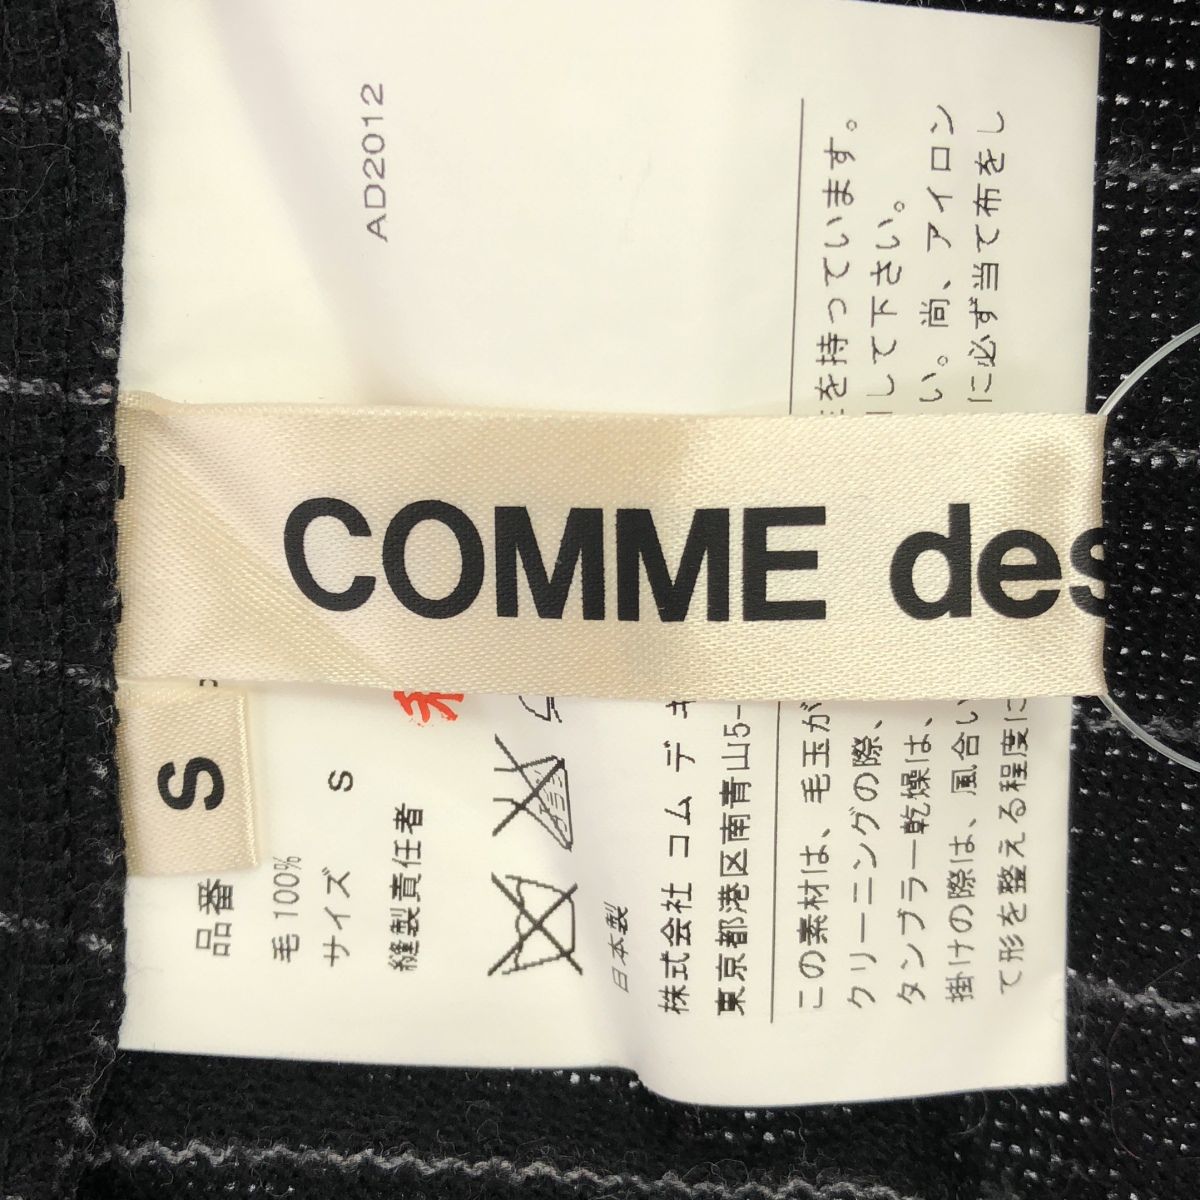 COMME des
S
AD2012
品番
毛 100%
サイズ S
縫製責任者
日本製
株式会社 コム デ
東京都港区南青山5-
この素材は、毛玉が
を持っています。
クリーニングの際、
して下さい。
タンブラー乾燥は、
い。尚、アイロン
掛けの際は、風合い
に必ず当て布をし
て形を整える程度に